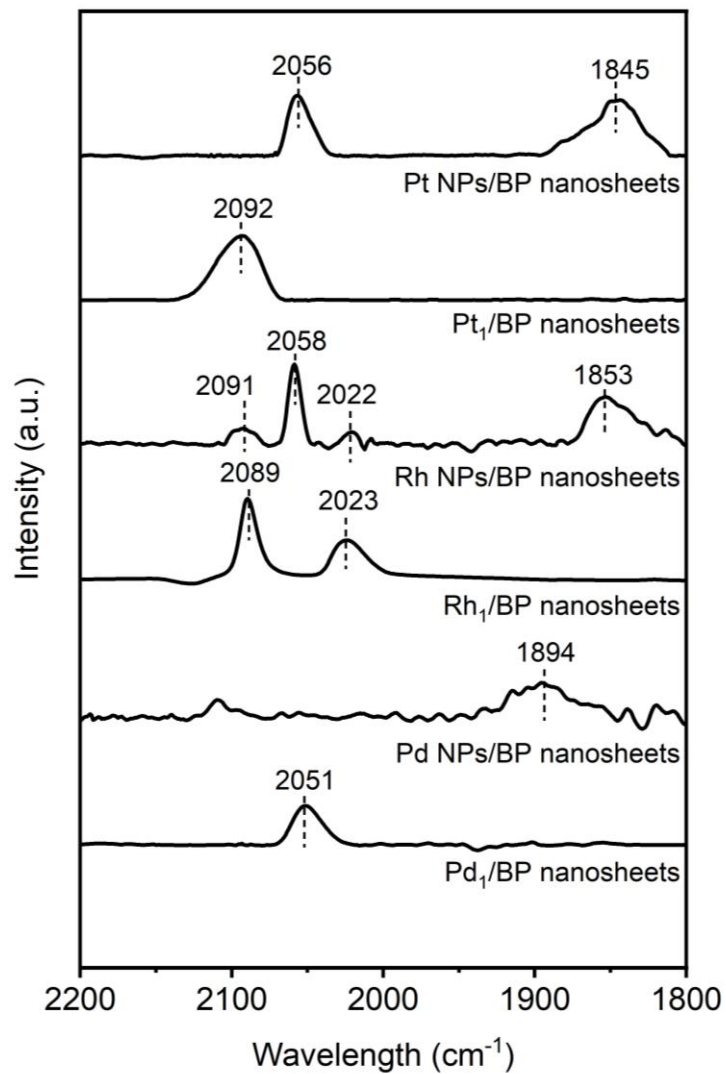 2056
1845
Pt NPs/BP nanosheets
2092
Pt₁/BP nanosheets
2058
2091
2022
1853
Rh NPs/BP nanosheets
2089
2023
Rh₁/BP nanosheets
1894
Pd NPs/BP nanosheets
2051
Pd₁/BP nanosheets
Intensity (a.u.)
2200 2100 2000 1900 1800
Wavelength (cm⁻¹)